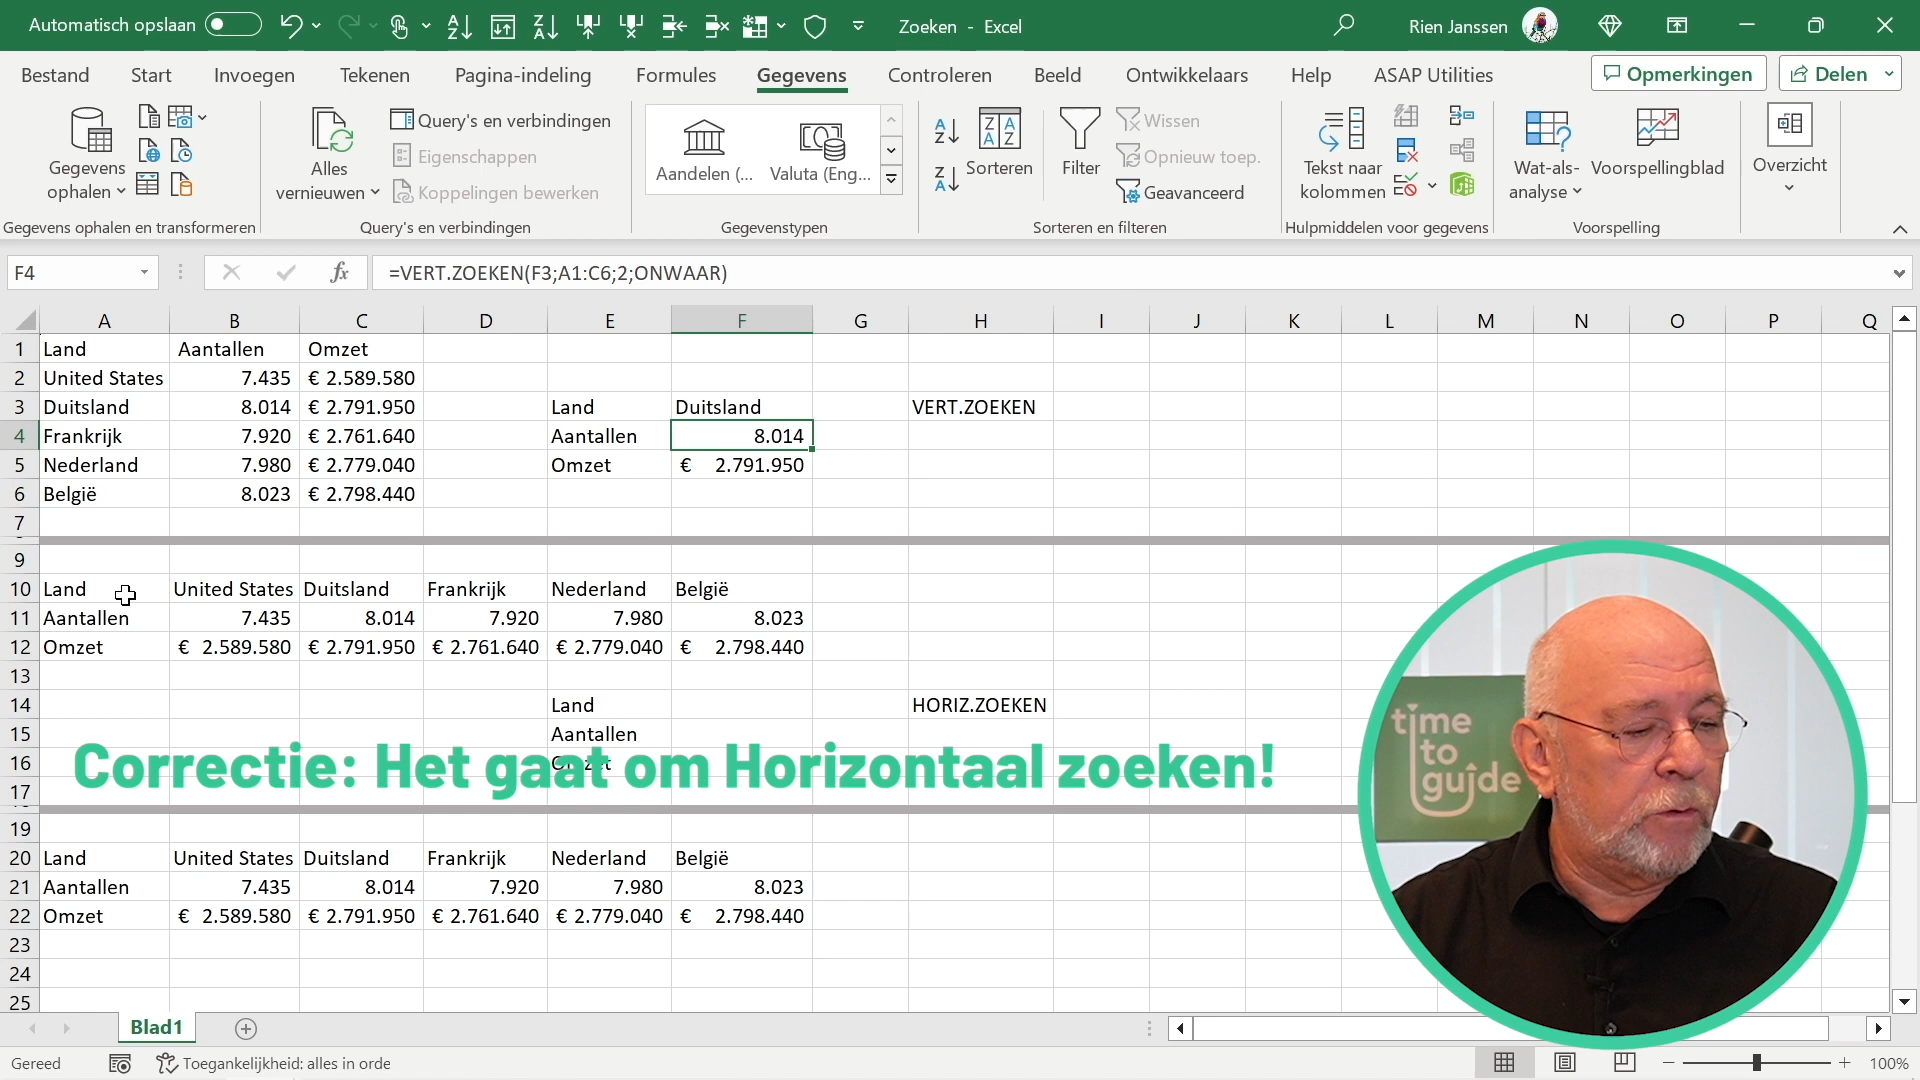 Automatisch opslaan
Zoeken - Excel
Rien Janssen
Bestand Start Invoegen Tekenen Pagina-indeling Formules Gegevens Controleren Beeld Ontwikkelaars Help ASAP Utilities
Opmerkingen Delen
Gegevens ophalen
Alles vernieuwen
Query's en verbindingen
Eigenschappen
Koppelingen bewerken
Aandelen (... Valuta (Eng...
Sorteren
Filter
Wissen
Opnieuw toep.
Geavanceerd
Tekst naar kolommen
Wat-als-analyse
Voorspellingblad
Overzicht
Gegevens ophalen en transformeren Query's en verbindingen Gegevenstypen Sorteren en filteren Hulpmiddelen voor gegevens Voorspelling
F4 fx =VERT.ZOEKEN(F3;A1:C6;2;ONWAAR)
A B C D E F G H I J K L M N O P Q
1 Land Aantallen Omzet
2 United States 7.435 € 2.589.580
3 Duitsland 8.014 € 2.791.950 Land Duitsland VERT.ZOEKEN
4 Frankrijk 7.920 € 2.761.640 Aantallen 8.014
5 Nederland 7.980 € 2.779.040 Omzet € 2.791.950
6 België 8.023 € 2.798.440
7
9
10 Land United States Duitsland Frankrijk Nederland België
11 Aantallen 7.435 8.014 7.920 7.980 8.023
12 Omzet € 2.589.580 € 2.791.950 € 2.761.640 € 2.779.040 € 2.798.440
13
14 Land HORIZ.ZOEKEN
15 Aantallen
16 Omzet
Correctie: Het gaat om Horizontaal zoeken!
17
19
20 Land United States Duitsland Frankrijk Nederland België
21 Aantallen 7.435 8.014 7.920 7.980 8.023
22 Omzet € 2.589.580 € 2.791.950 € 2.761.640 € 2.779.040 € 2.798.440
23
24
25
time
to
guide
Blad1
Gereed Toegankelijkheid: alles in orde 100%